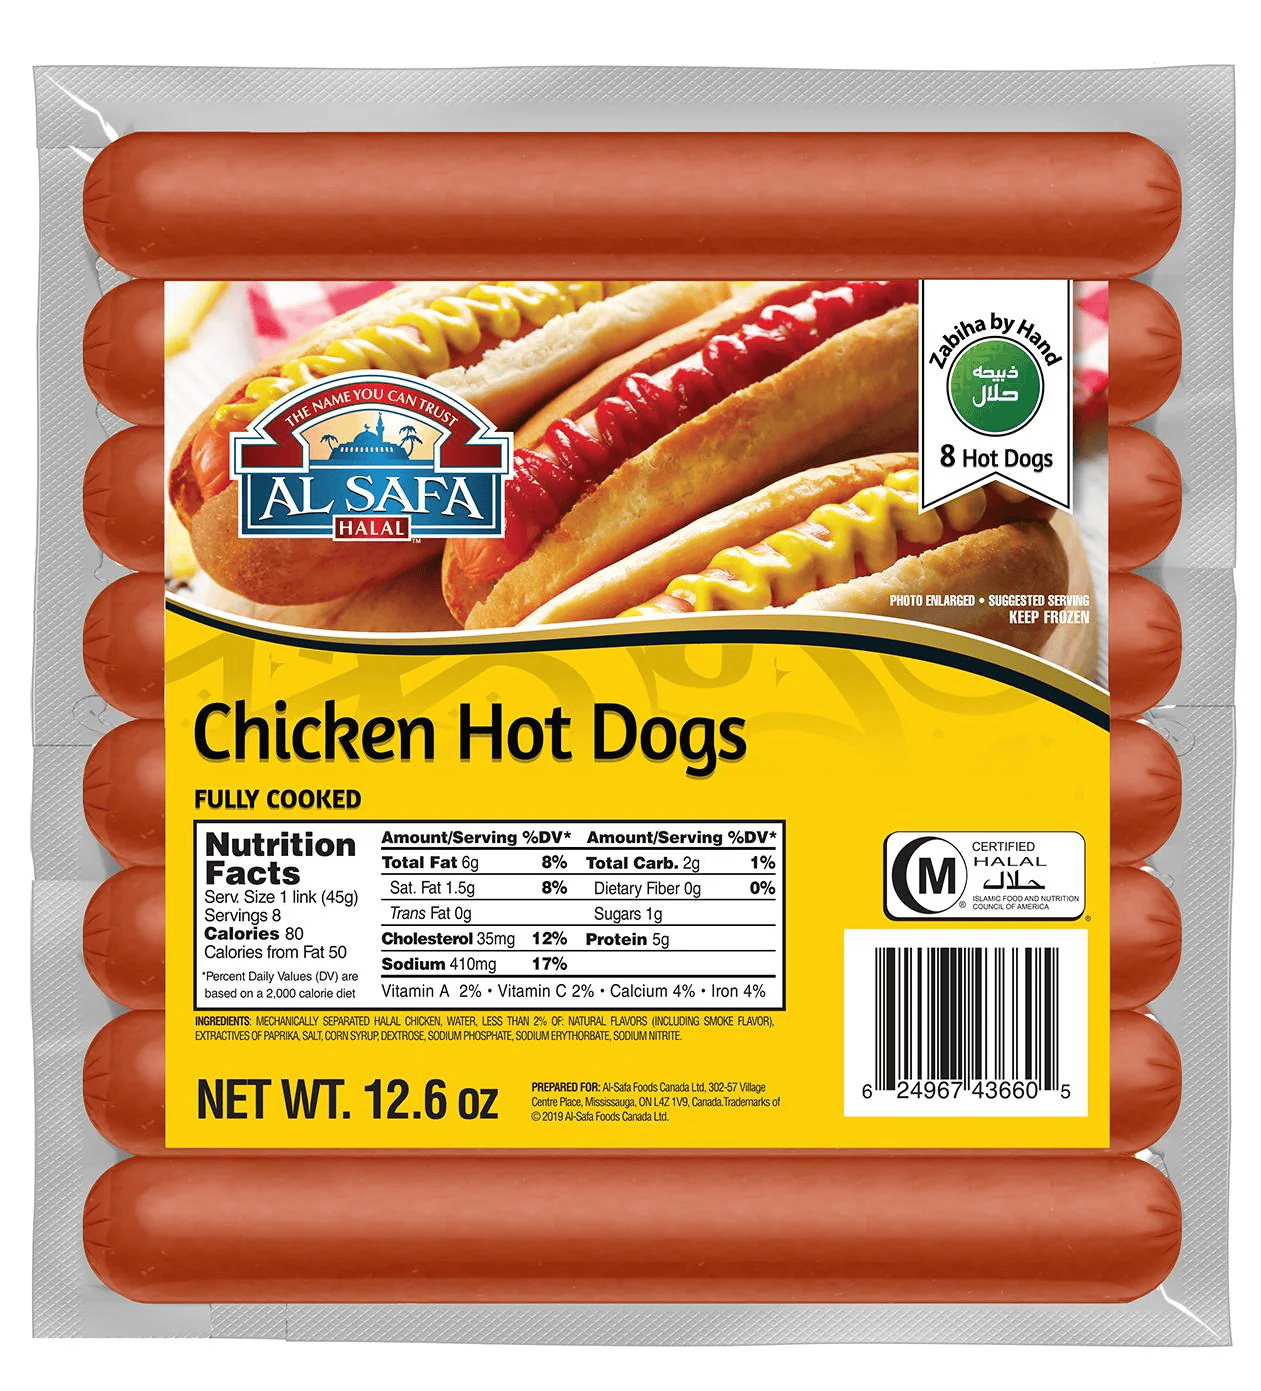 THE NAME YOU CAN TRUST
AL SAFA
HALAL
TM
Zabiha by Hand
ذبيحه
حلال
8 Hot Dogs
PHOTO ENLARGED • SUGGESTED SERVING
KEEP FROZEN
Chicken Hot Dogs
FULLY COOKED
Nutrition
Facts
Serv. Size 1 link (45g)
Servings 8
Calories 80
Calories from Fat 50
*Percent Daily Values (DV) are
based on a 2,000 calorie diet
Amount/Serving %DV* Amount/Serving %DV*
Total Fat 6g 8% Total Carb. 2g 1%
Sat. Fat 1.5g 8% Dietary Fiber 0g 0%
Trans Fat 0g Sugars 1g
Cholesterol 35mg 12% Protein 5g
Sodium 410mg 17%
Vitamin A 2% • Vitamin C 2% • Calcium 4% • Iron 4%
INGREDIENTS: MECHANICALLY SEPARATED HALAL CHICKEN, WATER, LESS THAN 2% OF: NATURAL FLAVORS (INCLUDING SMOKE FLAVOR),
EXTRACTIVES OF PAPRIKA, SALT, CORN SYRUP, DEXTROSE, SODIUM PHOSPHATE, SODIUM ERYTHORBATE, SODIUM NITRITE.
NET WT. 12.6 oz
PREPARED FOR: Al-Safa Foods Canada Ltd, 302-57 Village
Centre Place, Mississauga, ON L4Z 1V9, Canada.Trademarks of
© 2019 Al-Safa Foods Canada Ltd.
M
®
CERTIFIED
HALAL
حلال
ISLAMIC FOOD AND NUTRITION
COUNCIL OF AMERICA
®
6 24967 43660 5